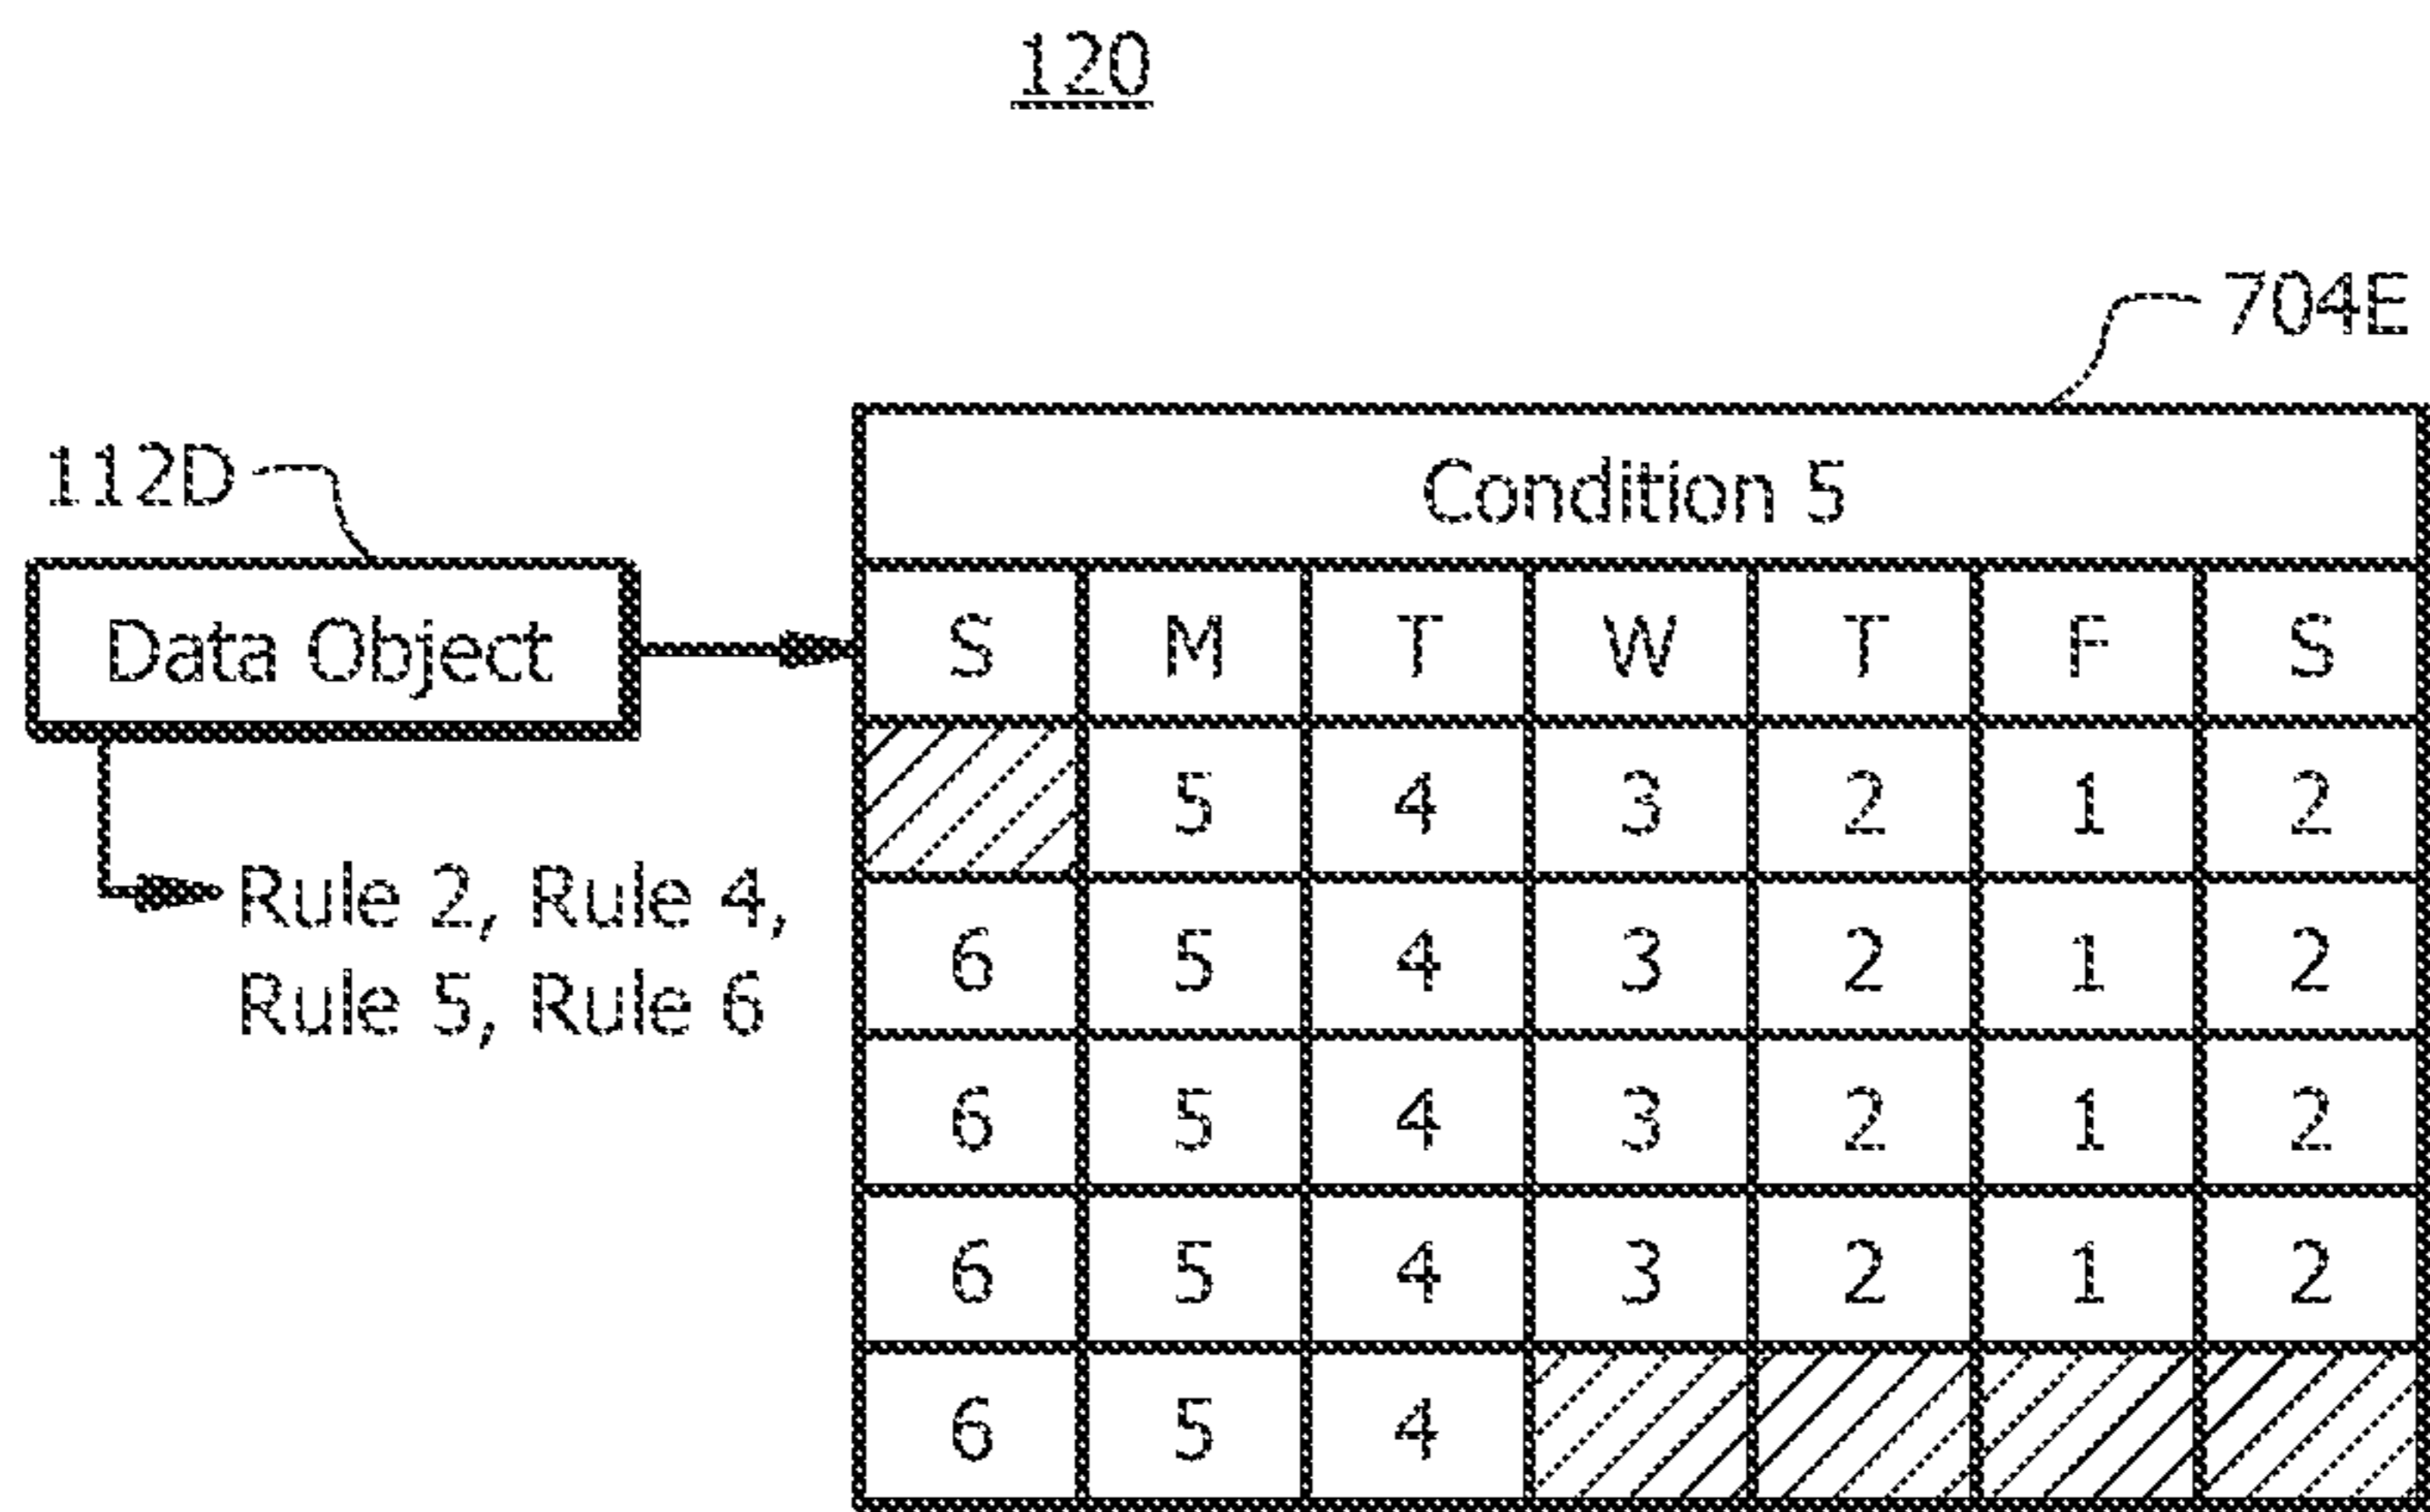 120
704E
112D
Condition 5
Data Object
S M T W T F S
5 4 3 2 1 2
Rule 2, Rule 4,
Rule 5, Rule 6
6 5 4 3 2 1 2
6 5 4 3 2 1 2
6 5 4 3 2 1 2
6 5 4